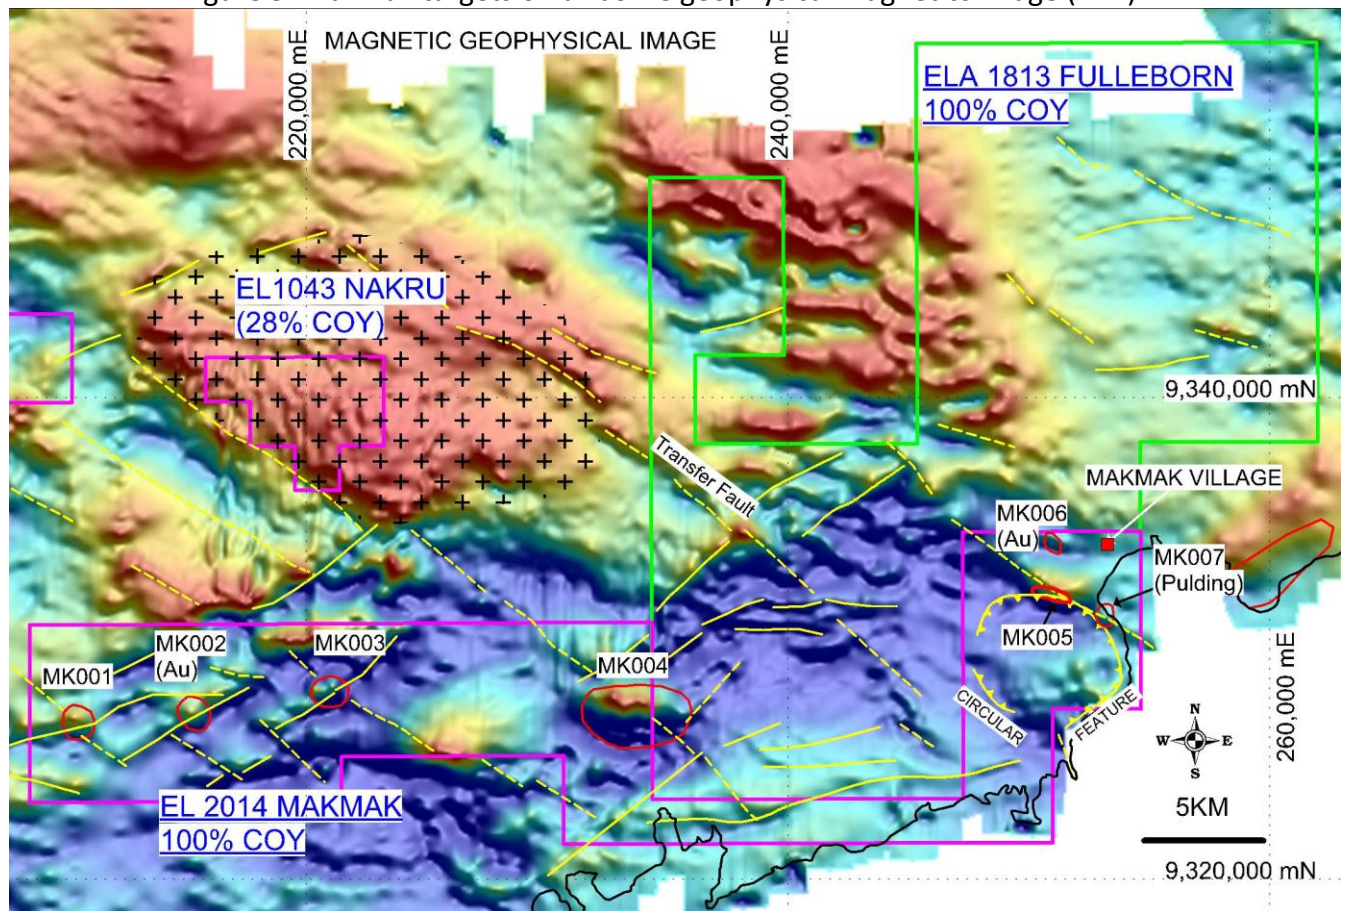 MAGNETIC GEOPHYSICAL IMAGE
220,000 mE
240,000 mE
ELA 1813 FULLEBORN
100% COY
EL1043 NAKRU
(28% COY)
9,340,000 mN
Transfer Fault
MAKMAK VILLAGE
MK006
(Au)
MK007
(Pulding)
MK005
MK001
MK002
(Au)
MK003
MK004
CIRCULAR
FEATURE
260,000 mE
N
W E
S
EL 2014 MAKMAK
100% COY
5KM
9,320,000 mN